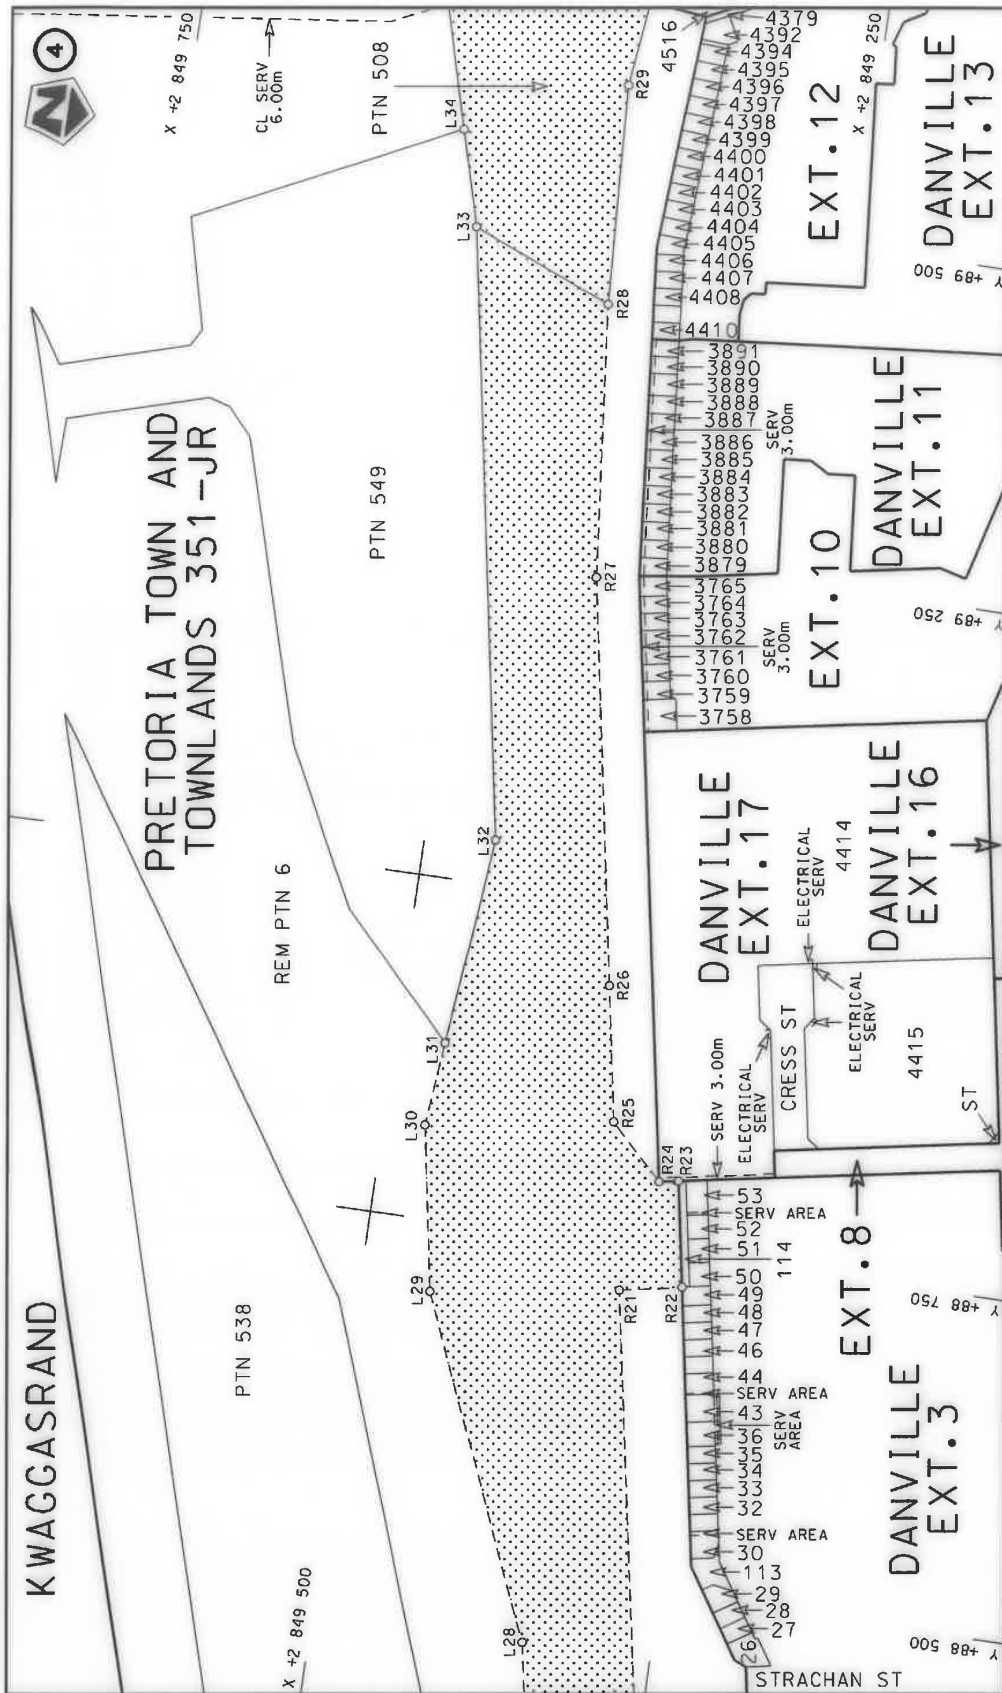 4
X +2 849 750
CL SERV
6.00m
PTN 508
L34
L33
R29
R28
4516
4379
4392
4394
4395
4396
4397
4398
4399
4400
4401
4402
4403
4404
4405
4406
4407
4408
4410
EXT.12
X +2 849 250
DANVILLE
EXT.13
Y +89 500
PRETORIA TOWN AND
TOWNLANDS 351-JR
PTN 549
R27
3891
3890
3889
3888
3887
SERV
3.00m
3886
3885
3884
3883
3882
3881
3880
3879
3765
3764
3763
3762
SERV
3.00m
3761
3760
3759
3758
DANVILLE
EXT.11
EXT.10
Y +89 250
REM PTN 6
L32
L31
L30
R26
R25
R24
R23
DANVILLE
EXT.17
ELECTRICAL
SERV
4414
DANVILLE
EXT.16
CRESS ST
ELECTRICAL
SERV
4415
ELECTRICAL
SERV
SERV 3.00m
ST
KWAGGASRAND
PTN 538
L29
L28
R21
R22
X +2 849 500
53
SERV AREA
52
51
114
50
49
48
47
46
44
SERV AREA
43
SERV
AREA
36
35
34
33
32
SERV AREA
30
113
29
28
27
26
EXT.8
Y +88 750
DANVILLE
EXT.3
Y +88 500
STRACHAN ST